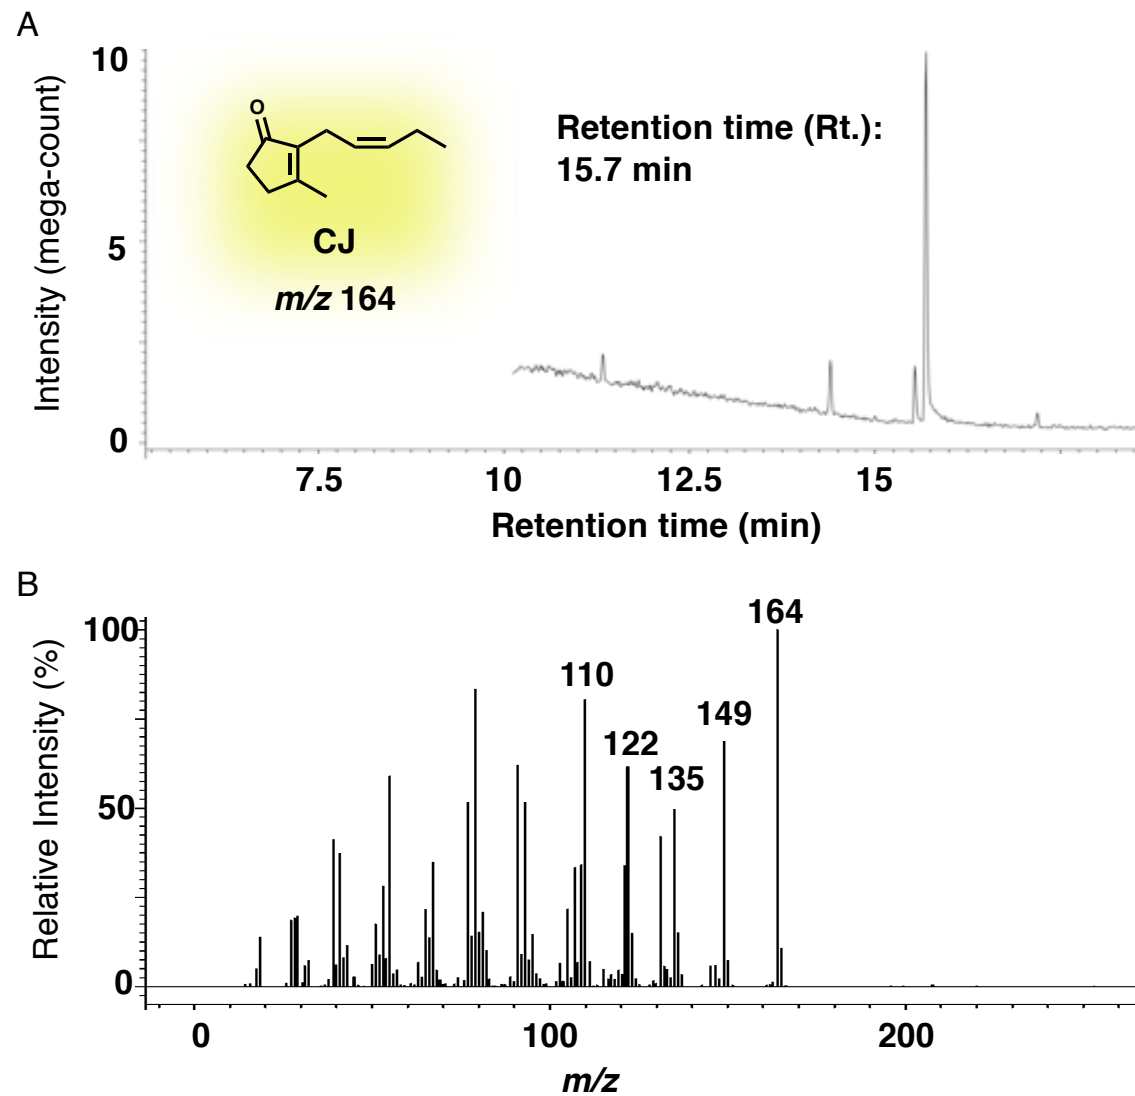 A
10
5
0
Intensity (mega-count)
O
CJ
m/z 164
Retention time (Rt.):
15.7 min
7.5 10 12.5 15
Retention time (min)
B
100
50
0
Relative Intensity (%)
164
110
149
122
135
0 100 200
m/z